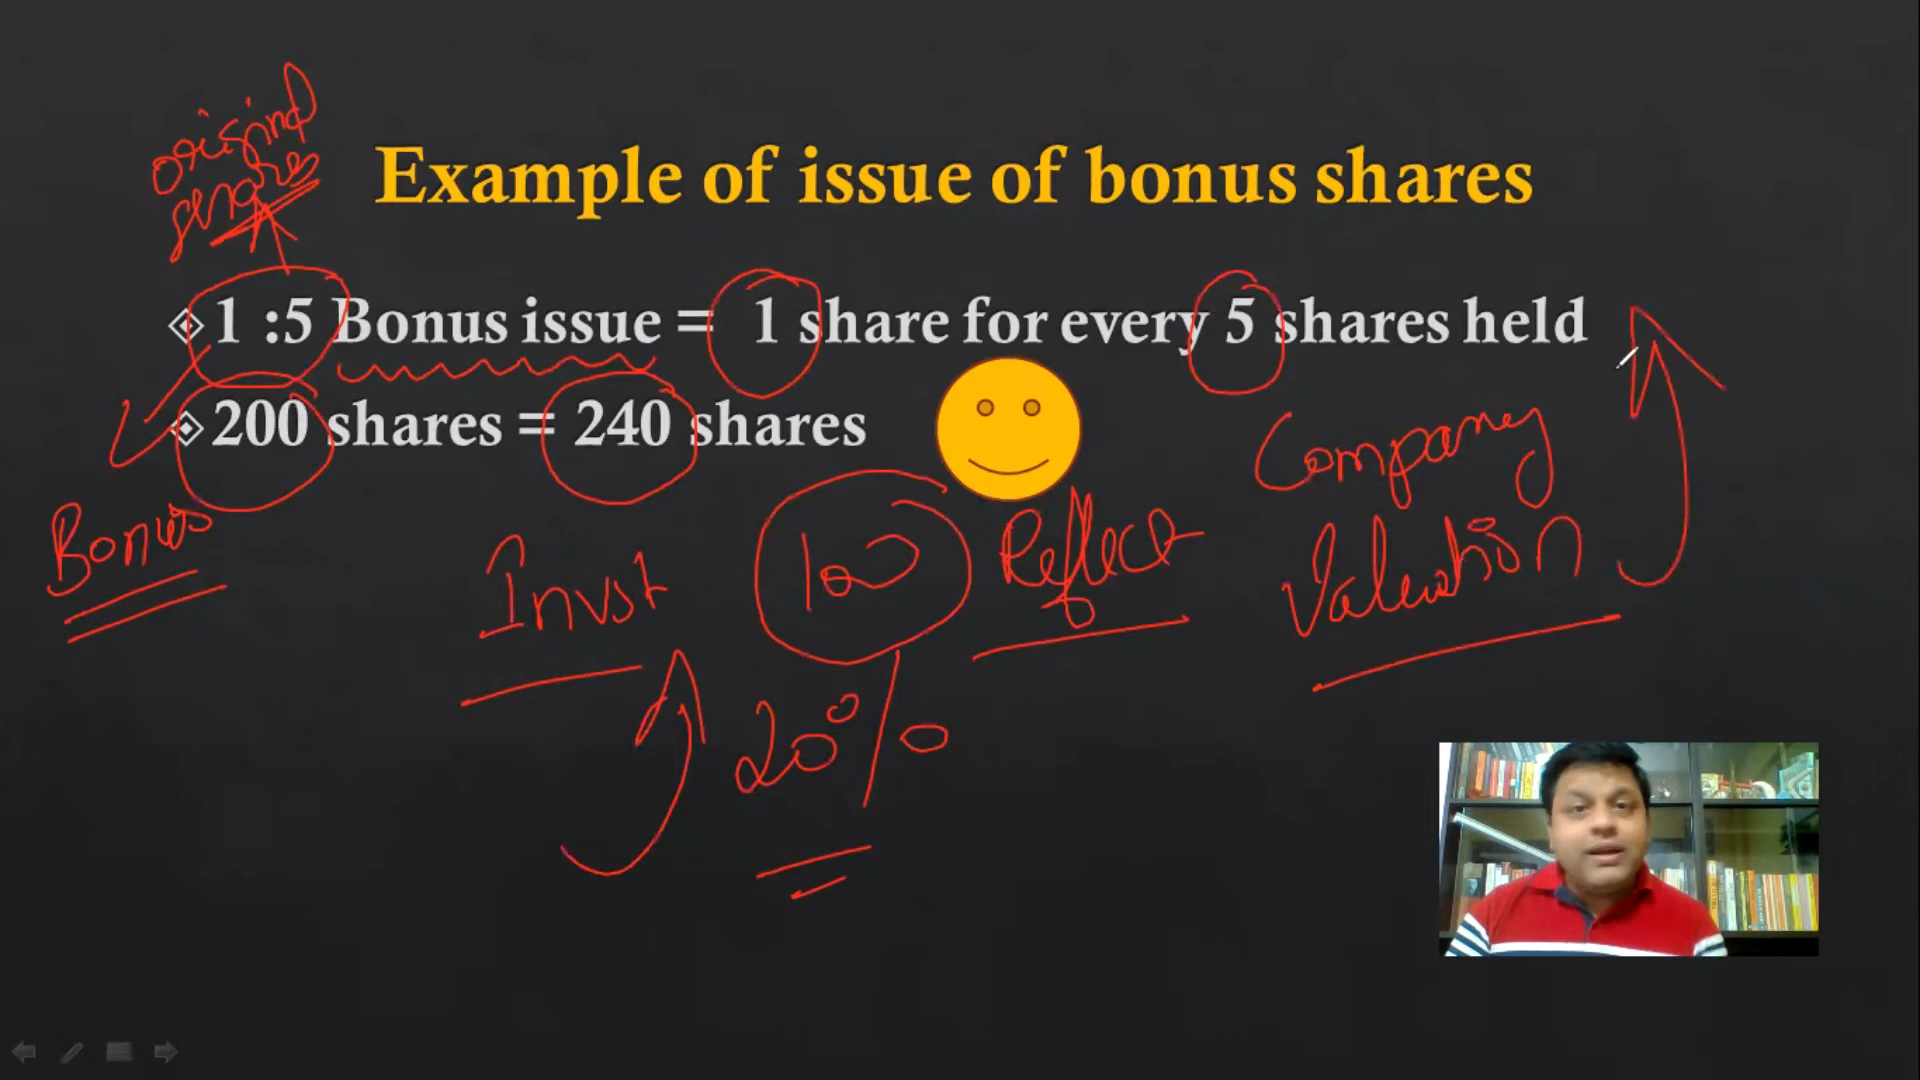 original
shares
Example of issue of bonus shares
1 :5 Bonus issue = 1 share for every 5 shares held
200 shares = 240 shares
Bonus
Invst
100
Reflect
Company
Valuation
20%